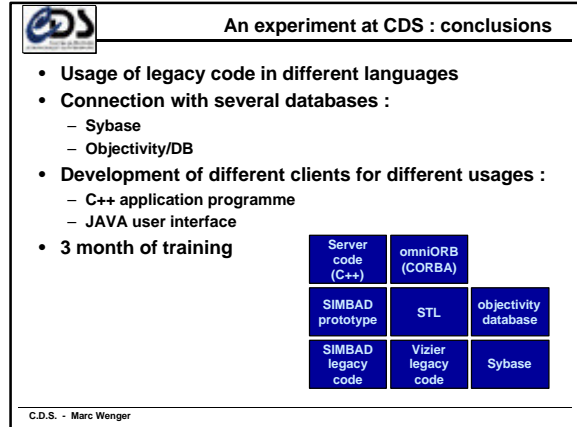 An experiment at CDS : conclusions
• Usage of legacy code in different languages
• Connection with several databases :
– Sybase
– Objectivity/DB
• Development of different clients for different usages :
– C++ application programme
– JAVA user interface
• 3 month of training
Server
code
(C++)
omniORB
(CORBA)
SIMBAD
prototype
STL
objectivity
database
SIMBAD
legacy
code
Vizier
legacy
code
Sybase
C.D.S. - Marc Wenger